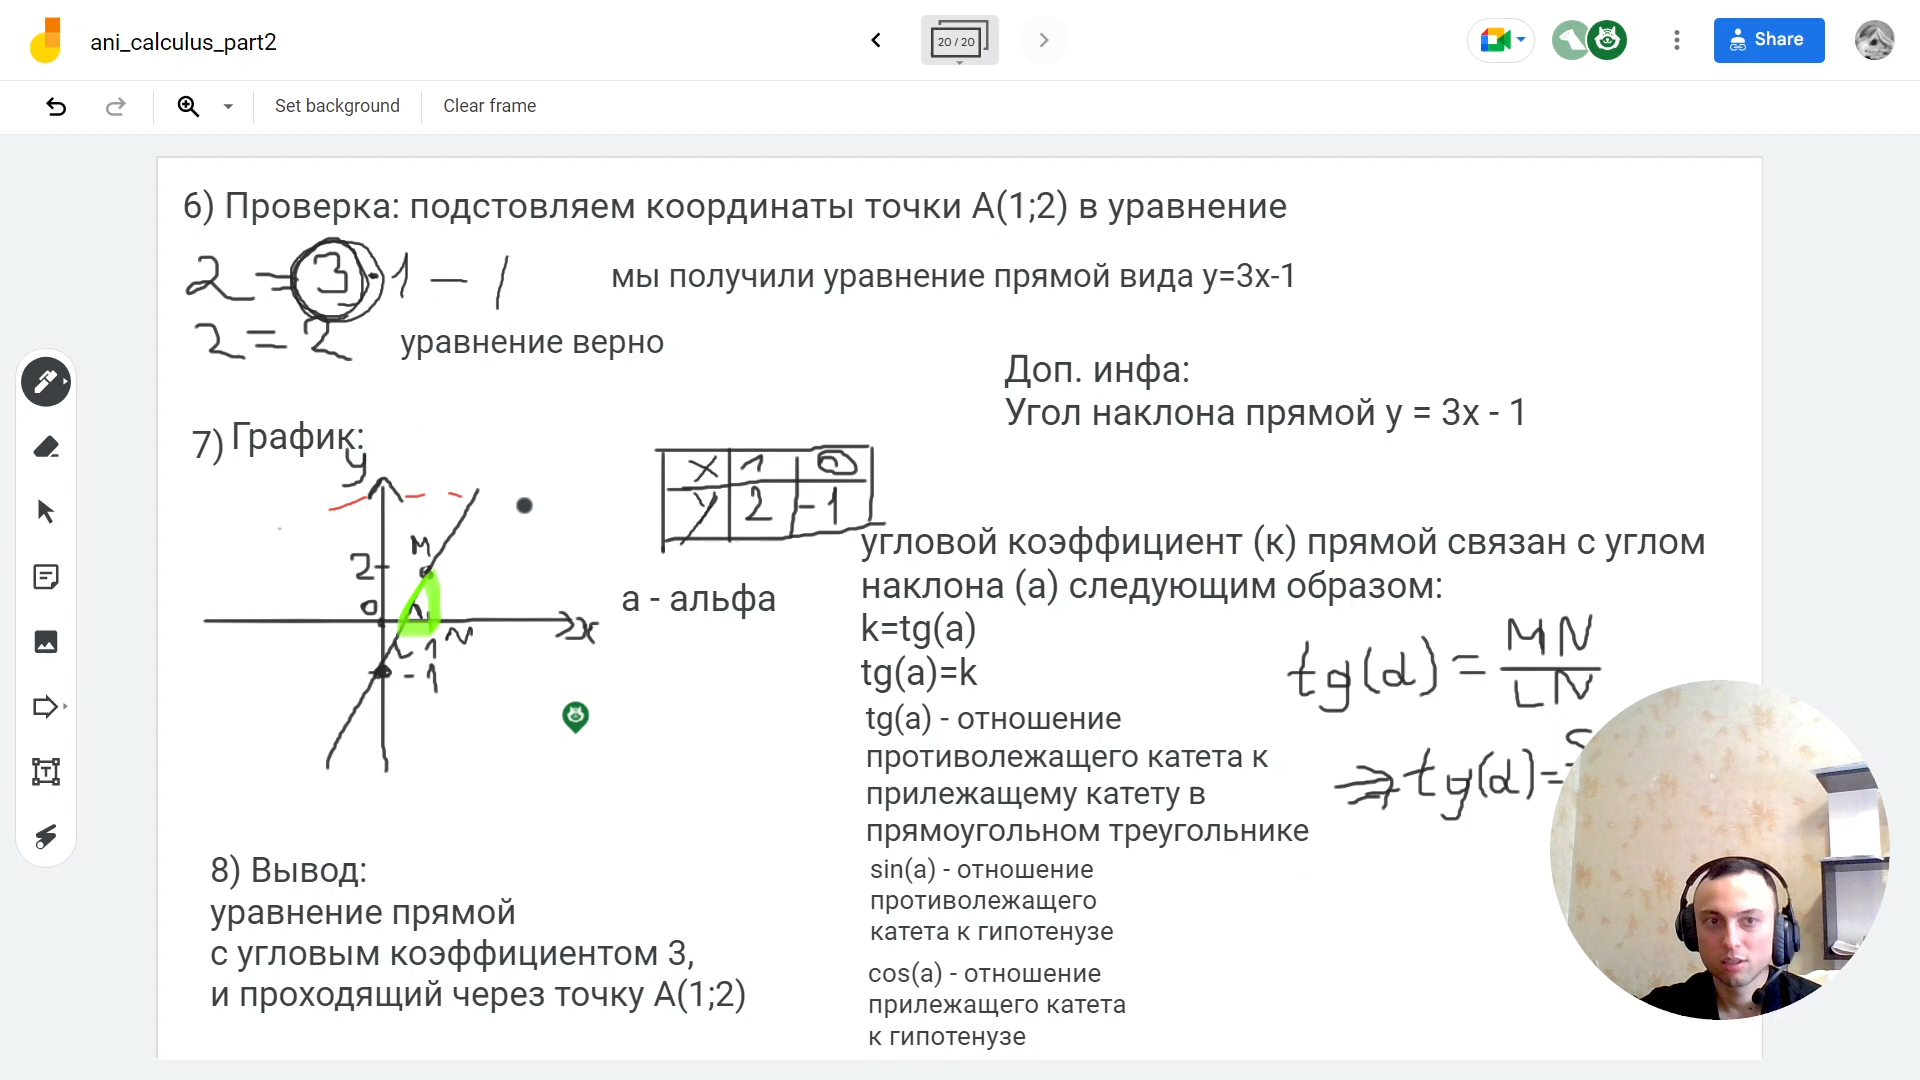 ani_calculus_part2
20 / 20
Share
Set background
Clear frame
6) Проверка: подстовляем координаты точки А(1;2) в уравнение
2 = 3 · 1 - 1
мы получили уравнение прямой вида y=3x-1
2 = 2
уравнение верно
Доп. инфа:
Угол наклона прямой y = 3x - 1
7) График:
y
x 1 0
y 2 -1
M
2
0
x
L 1 N
-1
а - альфа
угловой коэффициент (к) прямой связан с углом
наклона (а) следующим образом:
k=tg(a)
tg(a)=k
tg(α) = MN
LN
tg(a) - отношение
противолежащего катета к
прилежащему катету в
прямоугольном треугольнике
⇒ tg(α) =
sin(a) - отношение
противолежащего
катета к гипотенузе
cos(a) - отношение
прилежащего катета
к гипотенузе
8) Вывод:
уравнение прямой
с угловым коэффициентом 3,
и проходящий через точку А(1;2)